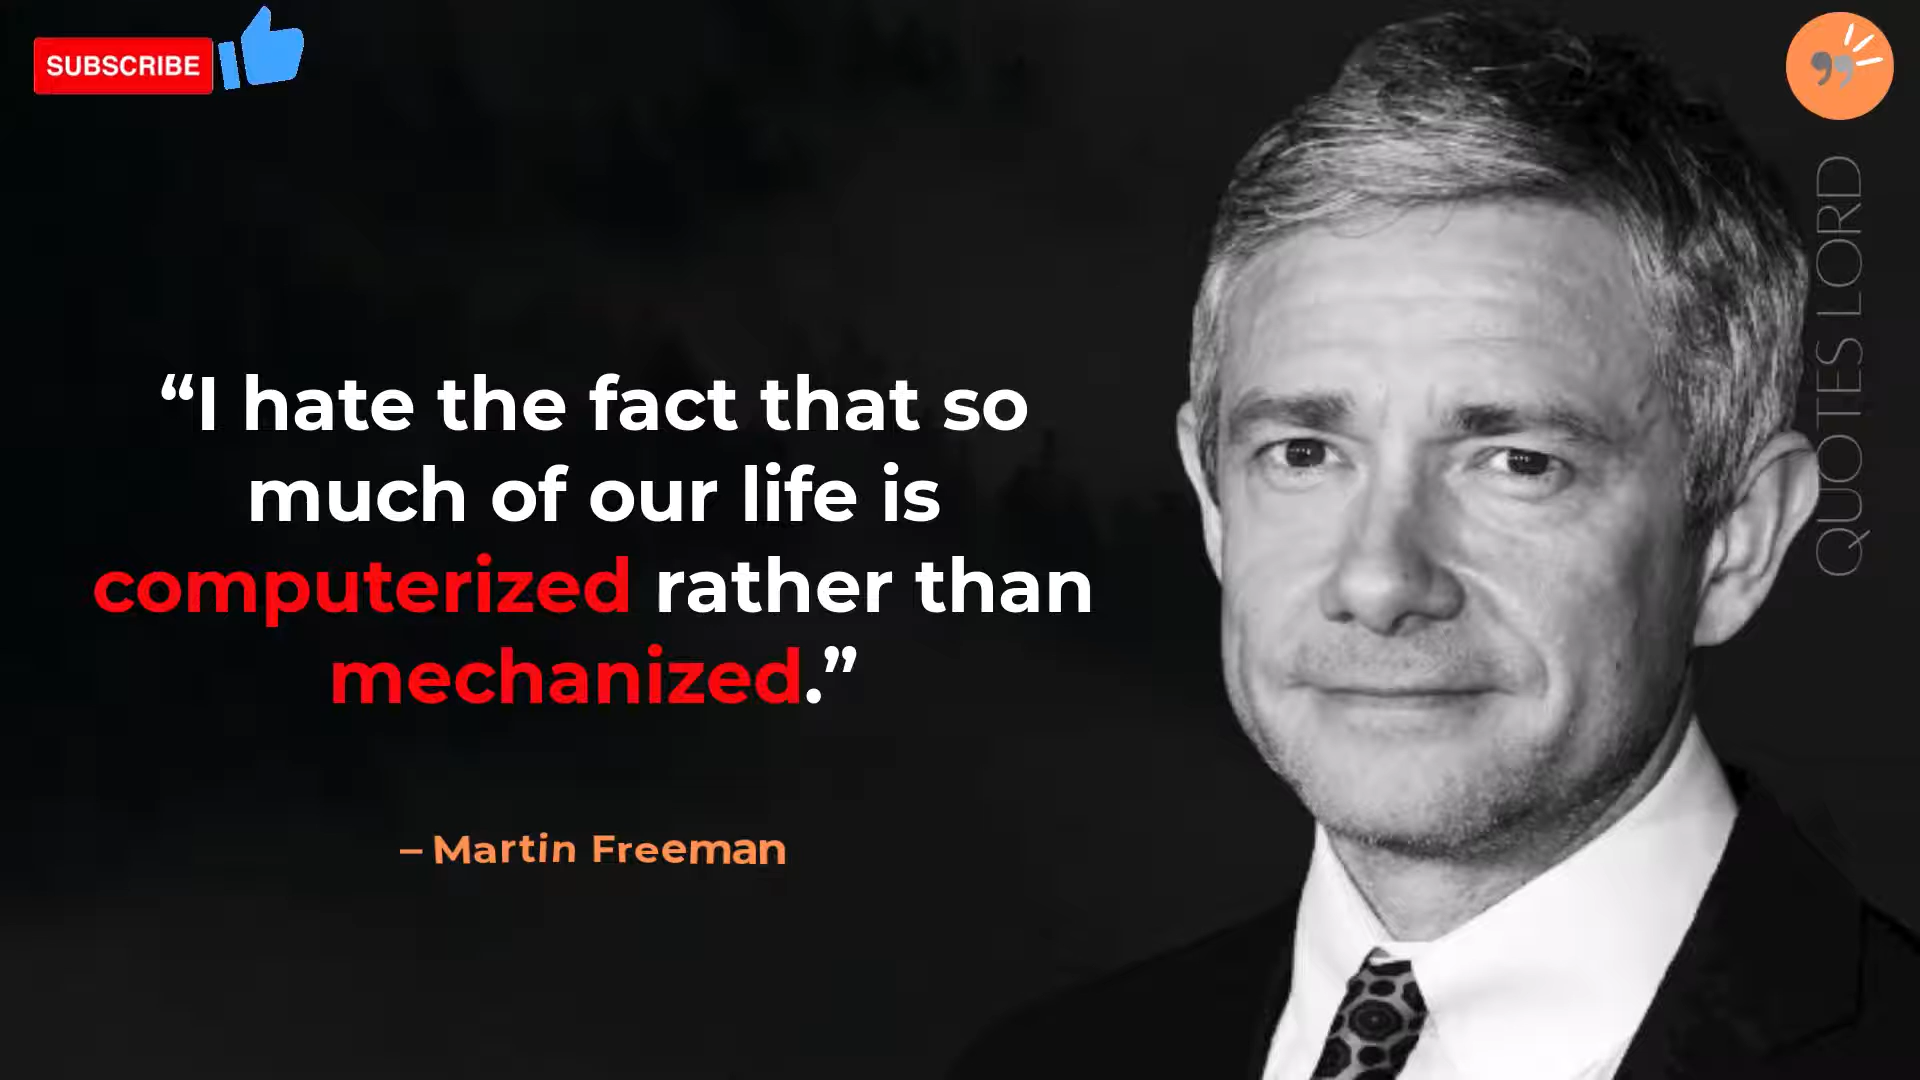 SUBSCRIBE
“I hate the fact that so
much of our life is
computerized rather than
mechanized.”
– Martin Freeman
QUOTES LORD